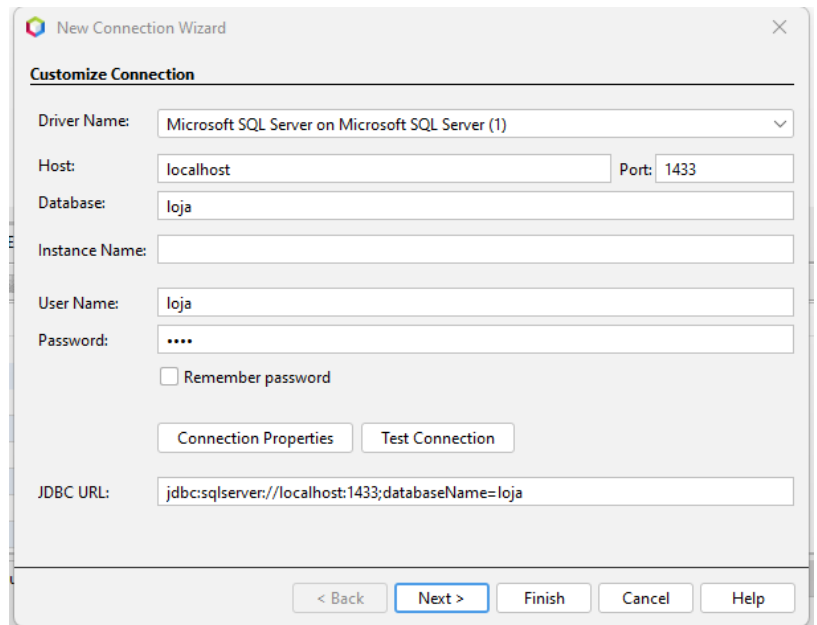 New Connection Wizard
Customize Connection
Driver Name: Microsoft SQL Server on Microsoft SQL Server (1)
Host: localhost Port: 1433
Database: loja
Instance Name:
User Name: loja
Password: ••••
Remember password
Connection Properties Test Connection
JDBC URL: jdbc:sqlserver://localhost:1433;databaseName=loja
< Back Next > Finish Cancel Help